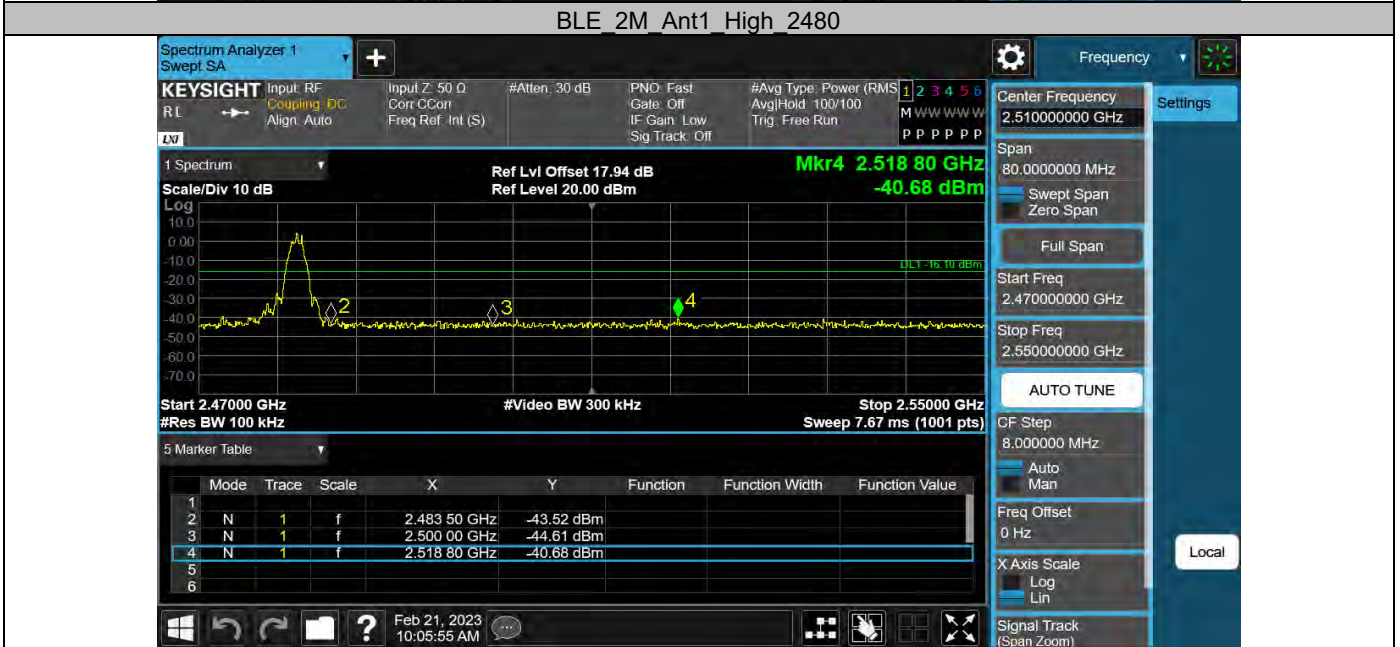 BLE_2M_Ant1_High_2480
Spectrum Analyzer 1
Swept SA
+
Frequency
KEYSIGHT
RL
LXI
Input: RF
Coupling: DC
Align: Auto
Input Z: 50 Ω
Corr CCorr
Freq Ref: Int (S)
#Atten: 30 dB
PNO: Fast
Gate: Off
IF Gain: Low
Sig Track: Off
#Avg Type: Power (RMS
Avg|Hold: 100/100
Trig: Free Run
1 2 3 4 5 6
M W W W W W
P P P P P P
Center Frequency
2.510000000 GHz
Settings
Span
80.0000000 MHz
Swept Span
Zero Span
Full Span
Start Freq
2.470000000 GHz
Stop Freq
2.550000000 GHz
AUTO TUNE
CF Step
8.000000 MHz
Auto
Man
Freq Offset
0 Hz
X Axis Scale
Log
Lin
Signal Track
(Span Zoom)
Local
1 Spectrum
Scale/Div 10 dB
Ref Lvl Offset 17.94 dB
Ref Level 20.00 dBm
Mkr4 2.518 80 GHz
-40.68 dBm
Log
10.0
0.00
-10.0
-20.0
-30.0
-40.0
-50.0
-60.0
-70.0
DL1 -16.10 dBm
2
3
4
Start 2.47000 GHz
#Video BW 300 kHz
Stop 2.55000 GHz
#Res BW 100 kHz
Sweep 7.67 ms (1001 pts)
5 Marker Table
Mode Trace Scale X Y Function Function Width Function Value
1
2 N 1 f 2.483 50 GHz -43.52 dBm
3 N 1 f 2.500 00 GHz -44.61 dBm
4 N 1 f 2.518 80 GHz -40.68 dBm
5
6
?
Feb 21, 2023
10:05:55 AM